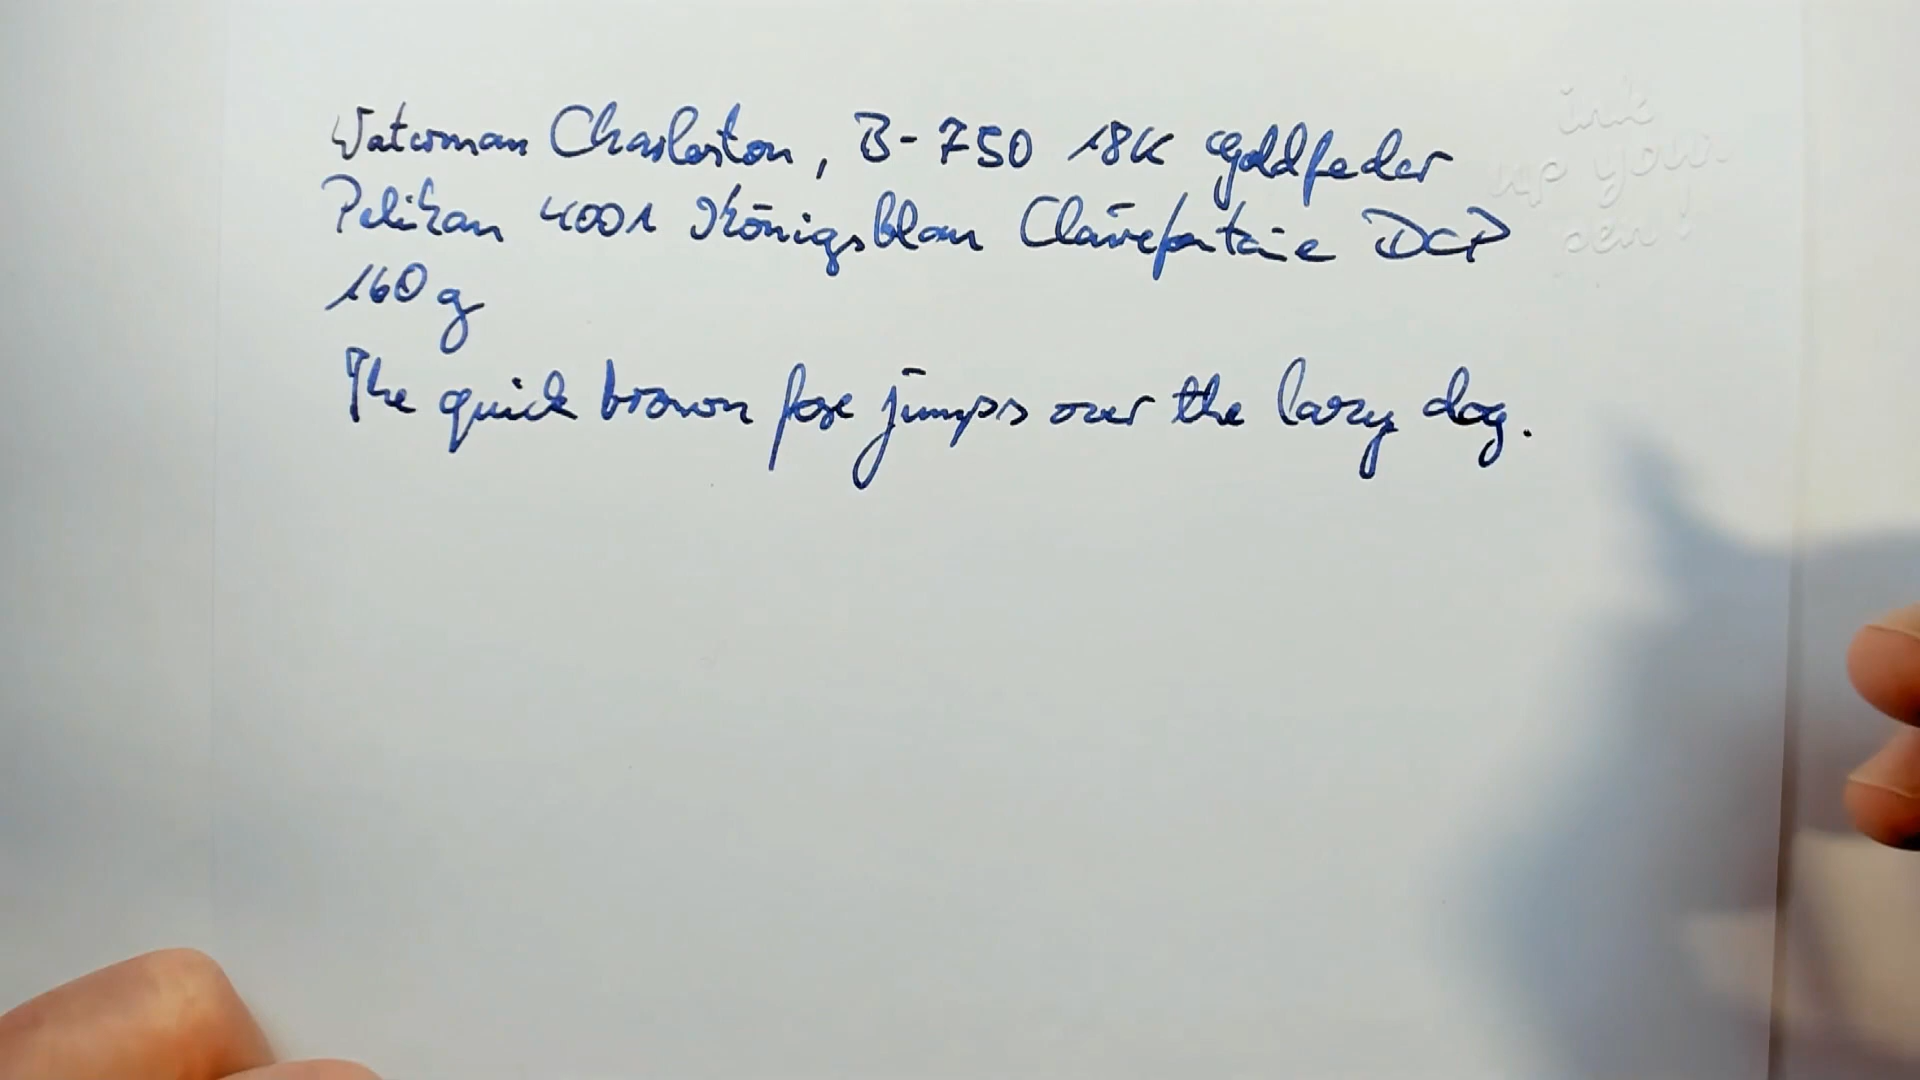 Waterman Charleston, B-750 18K Goldfeder
Pelikan 4001 Königsblau Clairefontaine DCP
160 g
The quick brown fox jumps over the lazy dog.
ink
up your
pen!